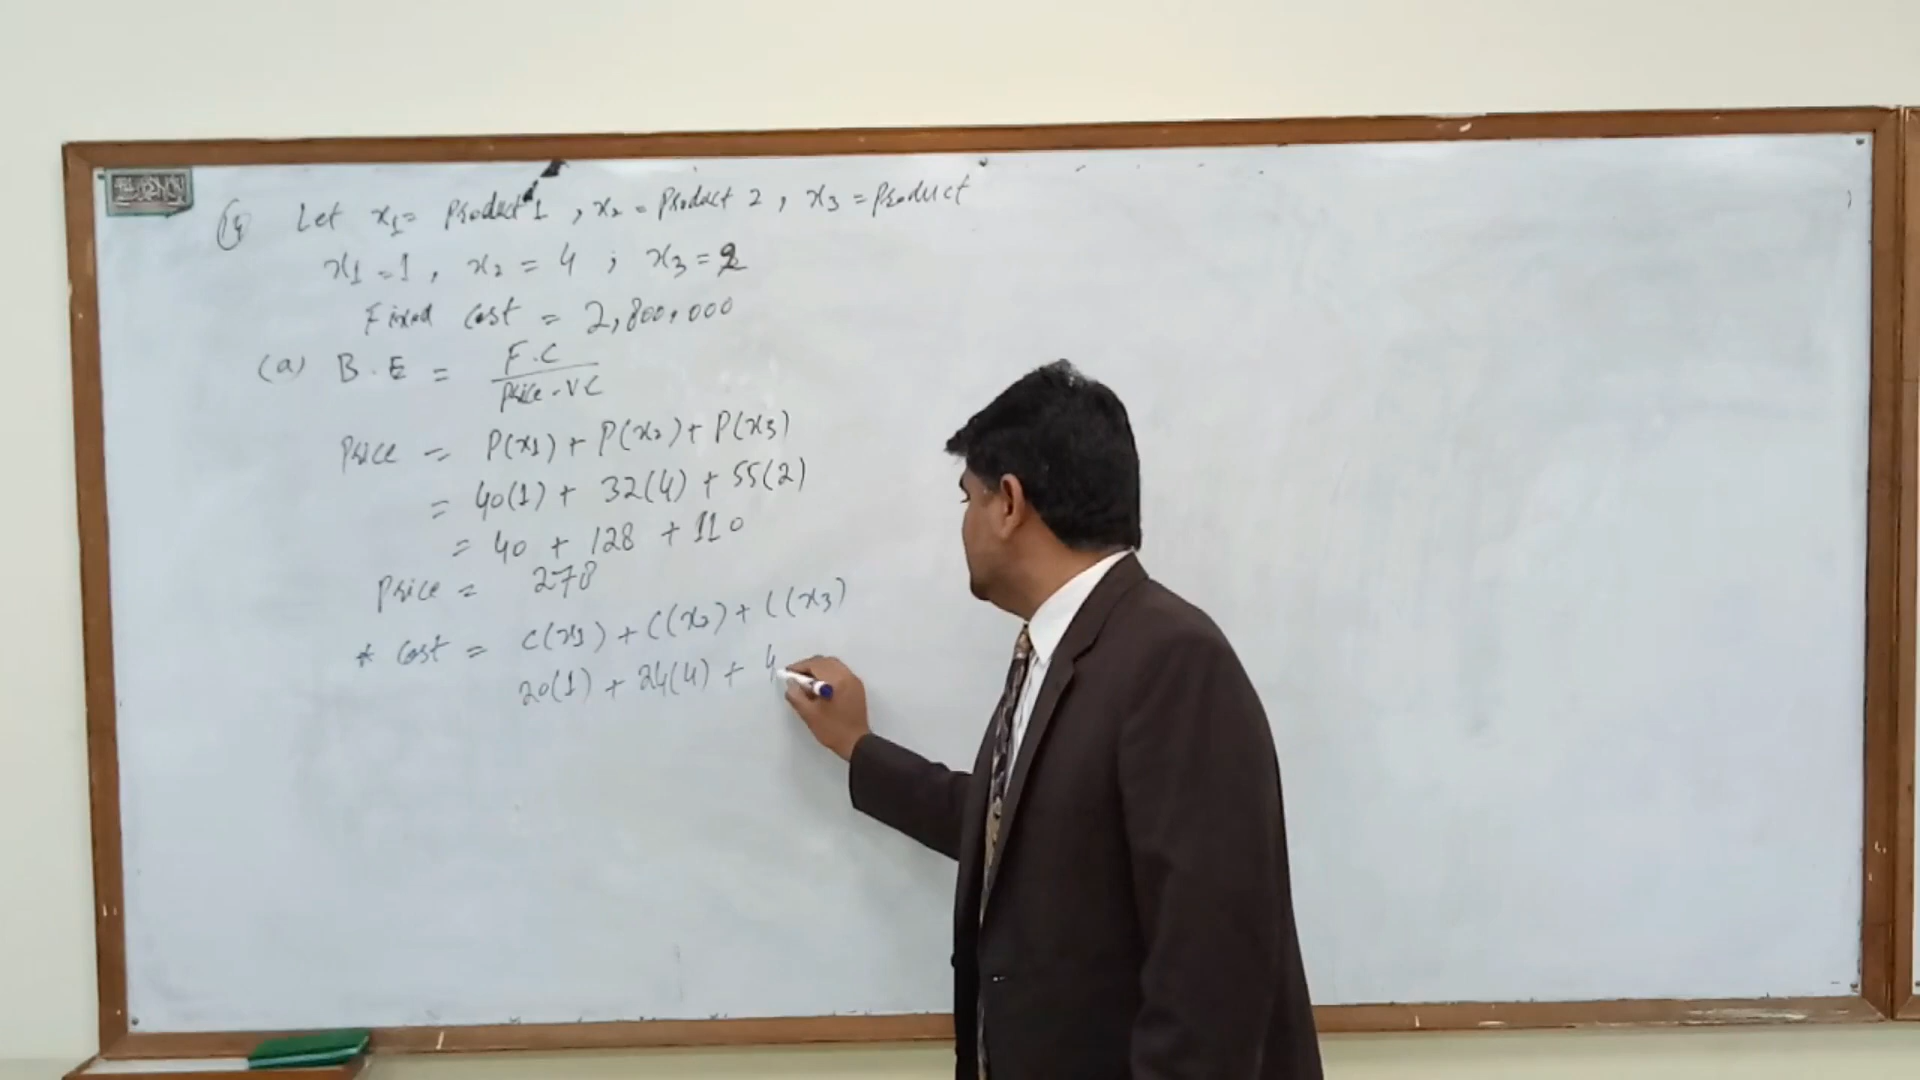 Let x1= Product 1 , x2 = Product 2 , x3 = Product
x1 = 1 , x2 = 4 ; x3 = 2
Fixed Cost = 2,800,000
(a) B.E = F.C / Price - VC
Price = P(x1) + P(x2) + P(x3)
= 40(1) + 32(4) + 55(2)
= 40 + 128 + 110
Price = 278
* Cost = C(x1) + C(x2) + C(x3)
20(1) + 24(4) + 4